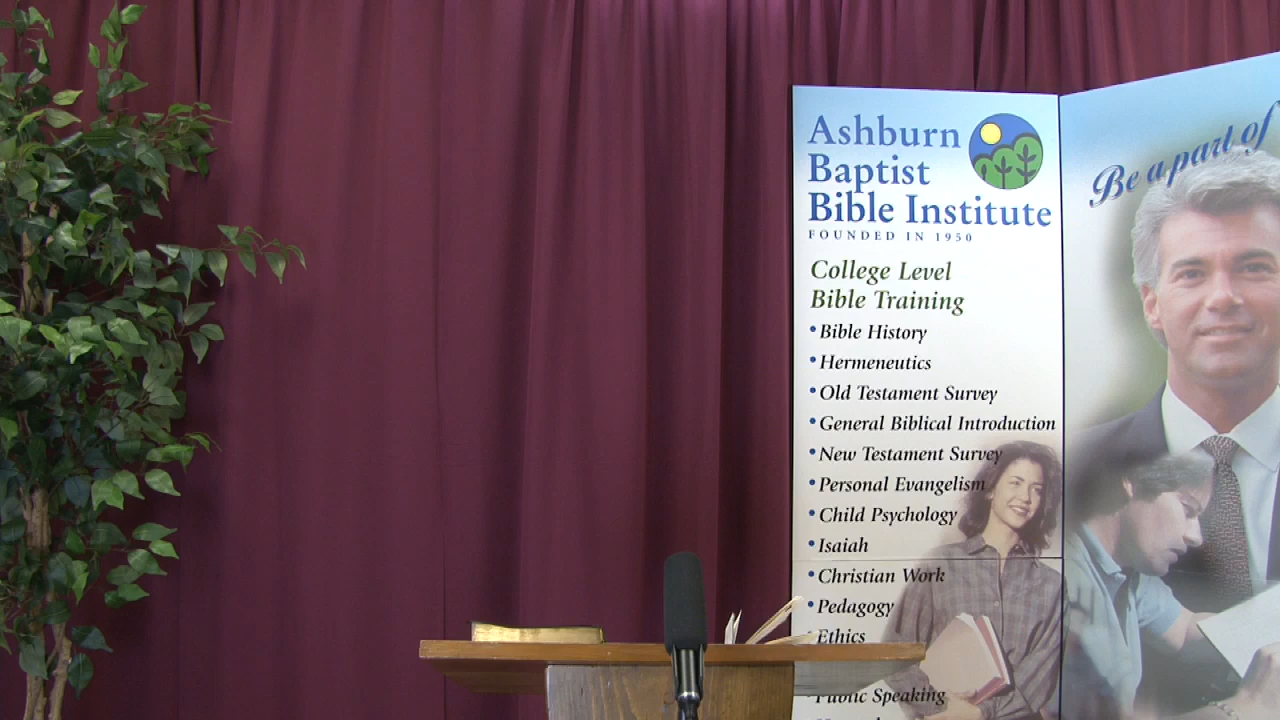 Ashburn
Baptist
Bible Institute
FOUNDED IN 1950
College Level
Bible Training
• Bible History
• Hermeneutics
• Old Testament Survey
• General Biblical Introduction
• New Testament Survey
• Personal Evangelism
• Child Psychology
• Isaiah
• Christian Work
• Pedagogy
• Ethics
Public Speaking
Be a part of